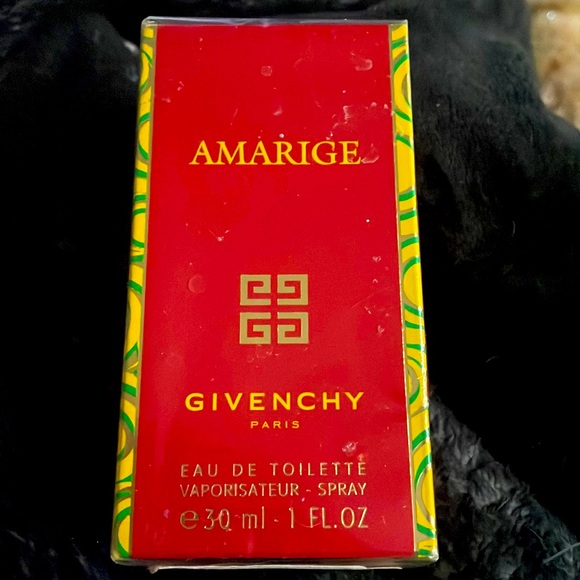 AMARIGE
GIVENCHY
PARIS
EAU DE TOILETTE
VAPORISATEUR - SPRAY
e 30 ml - 1 FL.OZ